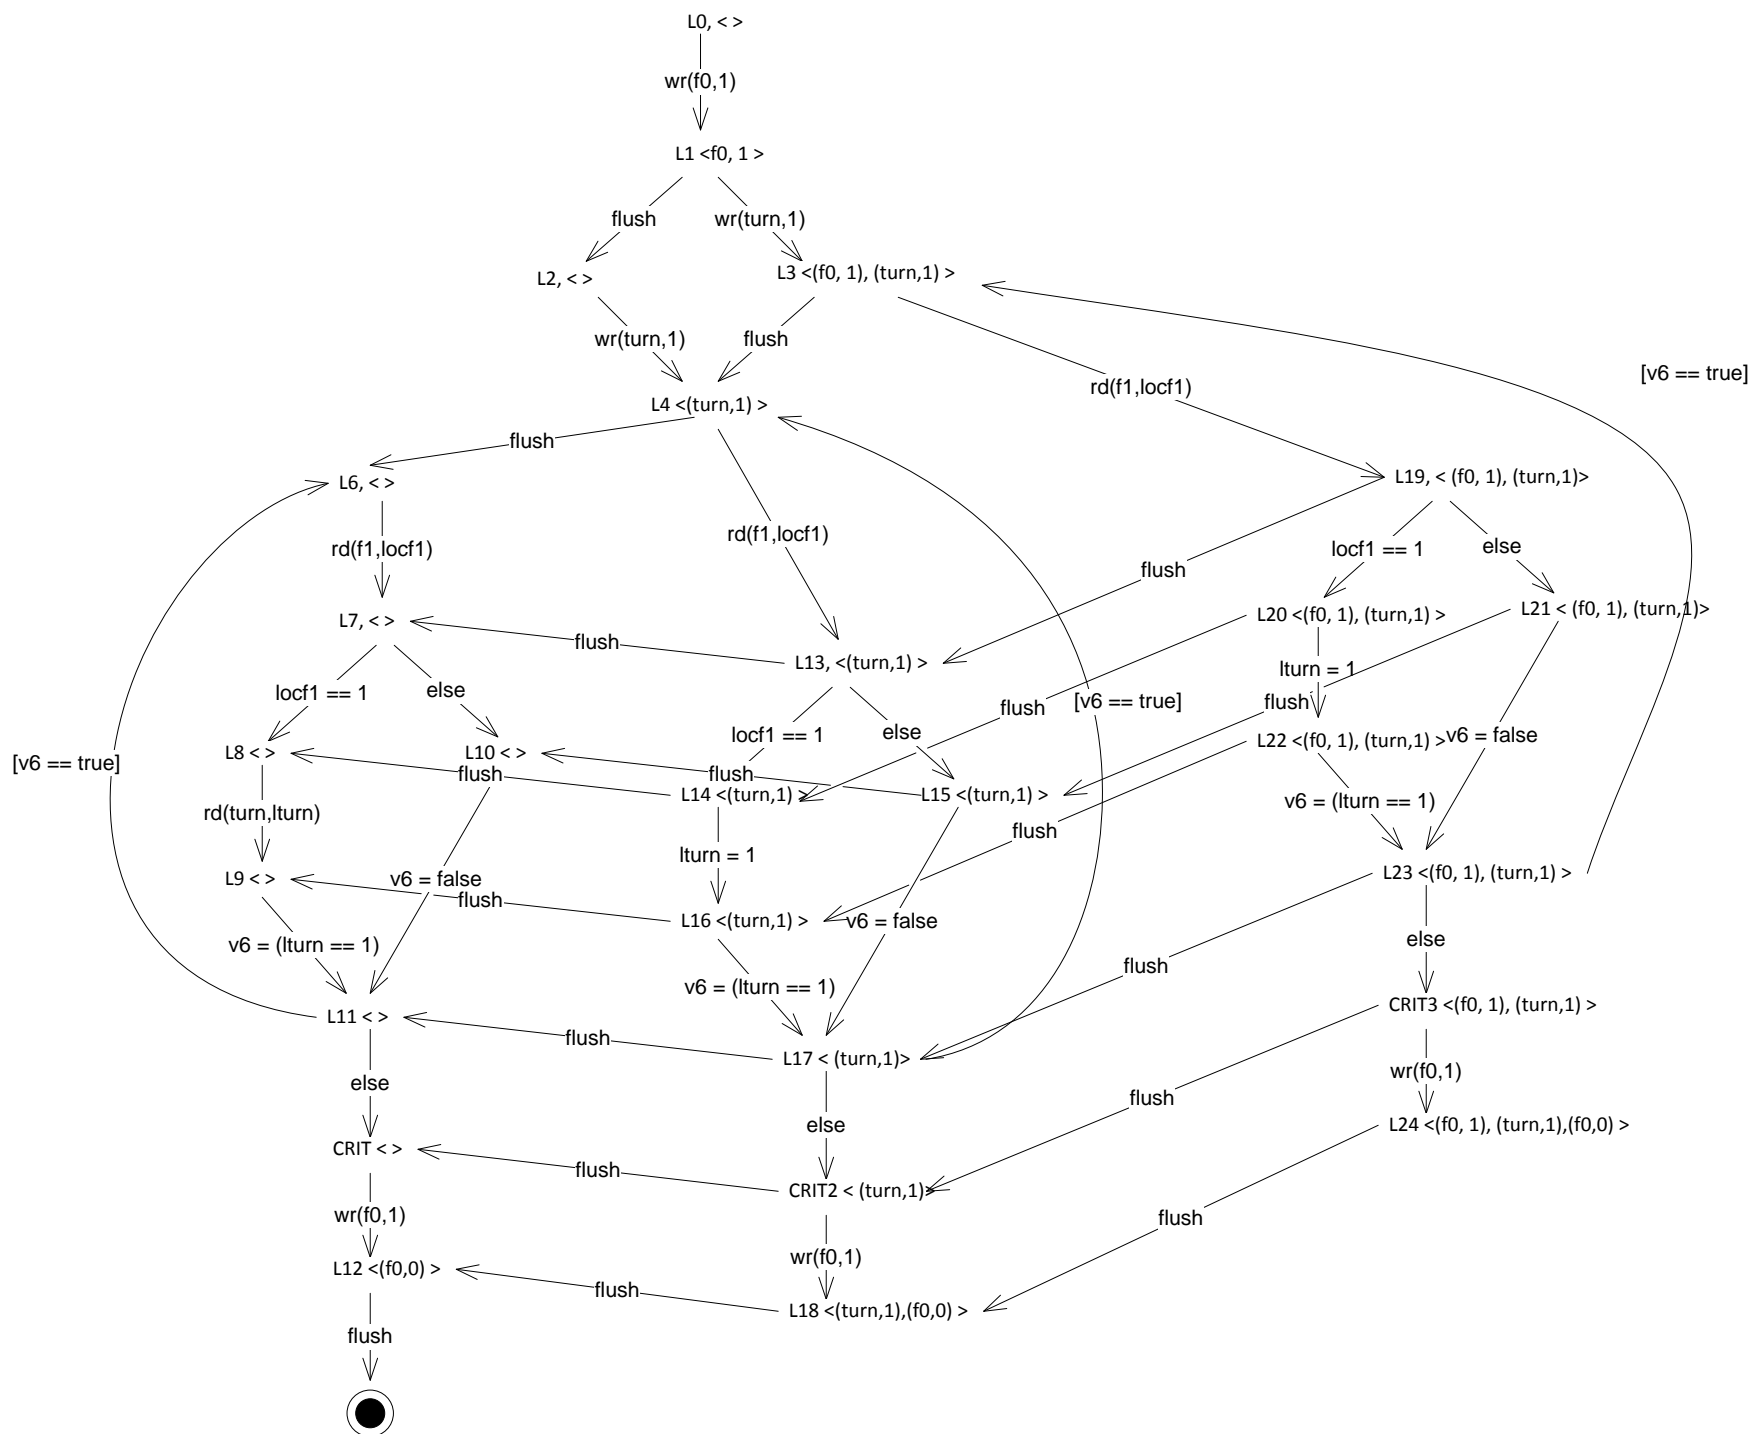 L0, < >
wr(f0,1)
L1 <f0, 1 >
flush
wr(turn,1)
L2, < >
L3 <(f0, 1), (turn,1) >
wr(turn,1)
flush
[v6 == true]
rd(f1,locf1)
L4 <(turn,1) >
flush
L6, < >
L19, < (f0, 1), (turn,1)>
rd(f1,locf1)
rd(f1,locf1)
locf1 == 1
else
flush
L7, < >
L20 <(f0, 1), (turn,1) >
L21 < (f0, 1), (turn,1)>
flush
L13, <(turn,1) >
lturn = 1
locf1 == 1
else
[v6 == true]
flush
flush
locf1 == 1
else
L8 < >
L10 < >
L22 <(f0, 1), (turn,1) >
v6 = false
[v6 == true]
flush
flush
L14 <(turn,1) >
L15 <(turn,1) >
v6 = (lturn == 1)
rd(turn,lturn)
flush
lturn = 1
L9 < >
v6 = false
L23 <(f0, 1), (turn,1) >
flush
L16 <(turn,1) >
v6 = false
v6 = (lturn == 1)
else
flush
v6 = (lturn == 1)
L11 < >
CRIT3 <(f0, 1), (turn,1) >
flush
L17 < (turn,1)>
wr(f0,1)
else
flush
else
L24 <(f0, 1), (turn,1),(f0,0) >
CRIT < >
flush
CRIT2 < (turn,1)>
wr(f0,1)
flush
wr(f0,1)
L12 <(f0,0) >
flush
L18 <(turn,1),(f0,0) >
flush